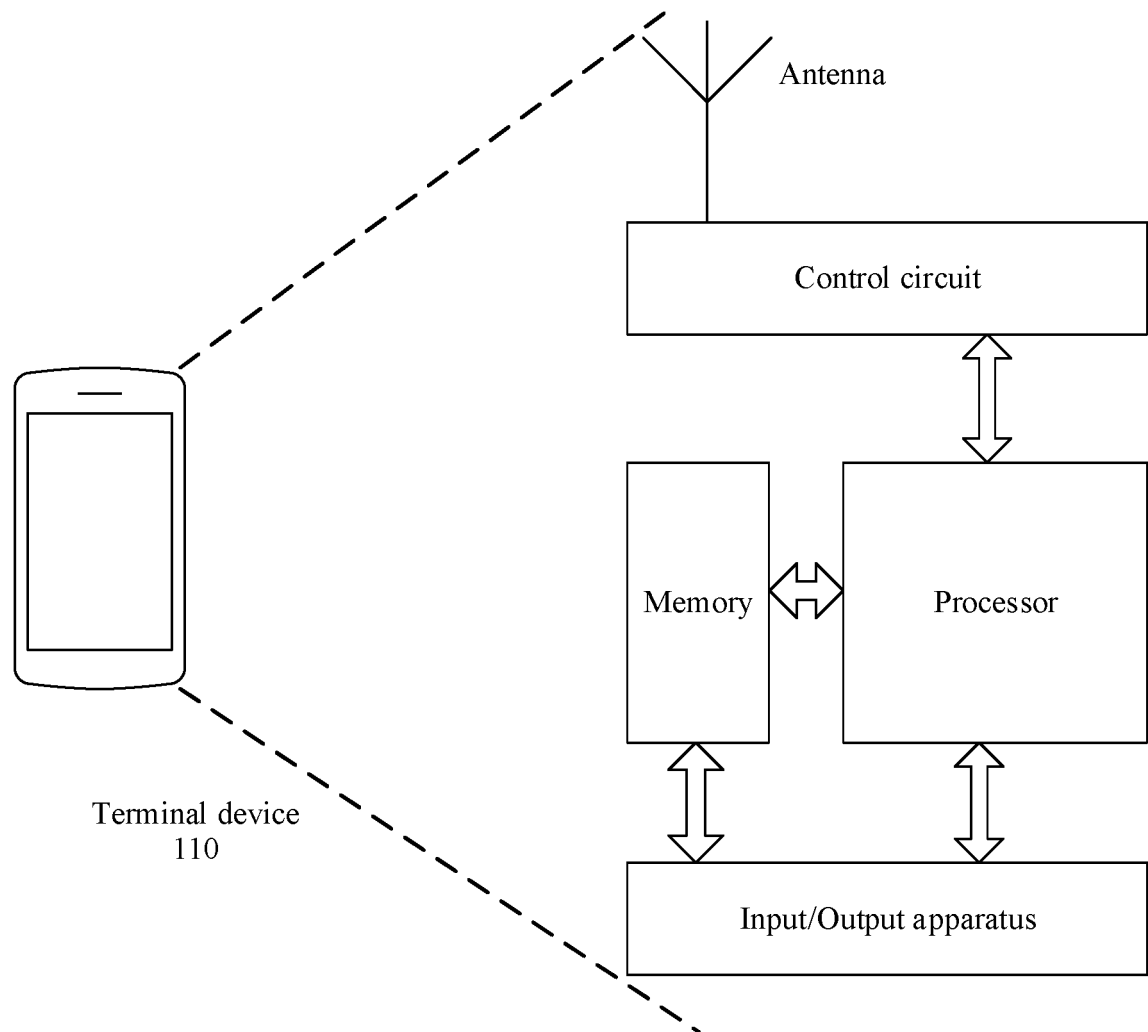 Antenna
Control circuit
Memory
Processor
Terminal device
110
Input/Output apparatus